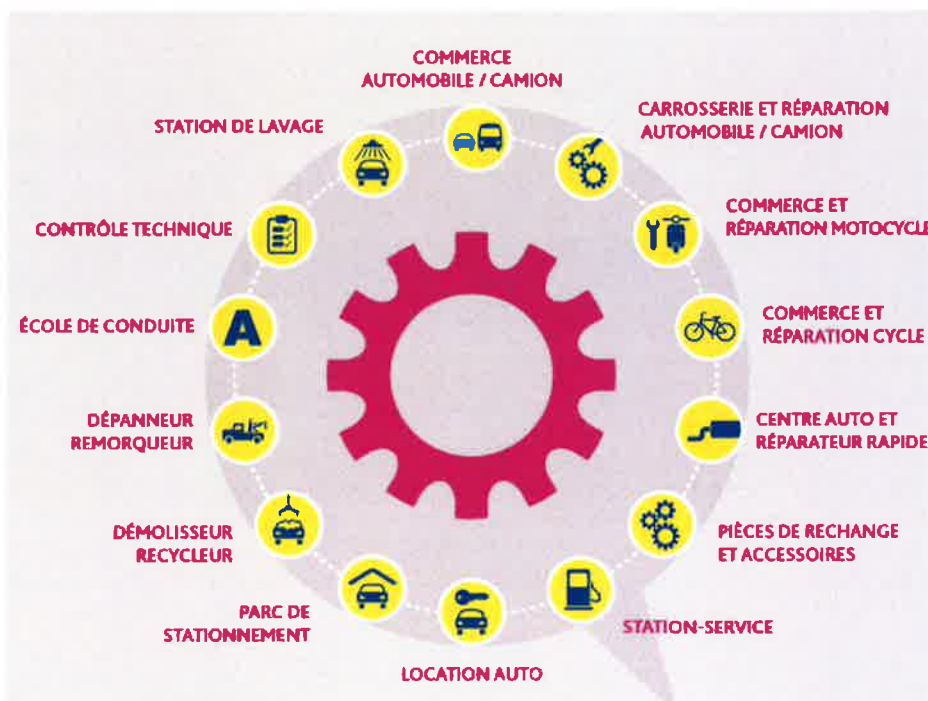 COMMERCE
AUTOMOBILE / CAMION
CARROSSERIE ET RÉPARATION
AUTOMOBILE / CAMION
COMMERCE ET
RÉPARATION MOTOCYCLE
COMMERCE ET
RÉPARATION CYCLE
CENTRE AUTO ET
RÉPARATEUR RAPIDE
PIÈCES DE RECHANGE
ET ACCESSOIRES
STATION-SERVICE
LOCATION AUTO
PARC DE
STATIONNEMENT
DÉMOLISSEUR
RECYCLEUR
DÉPANNEUR
REMORQUEUR
ÉCOLE DE CONDUITE
A
CONTRÔLE TECHNIQUE
STATION DE LAVAGE